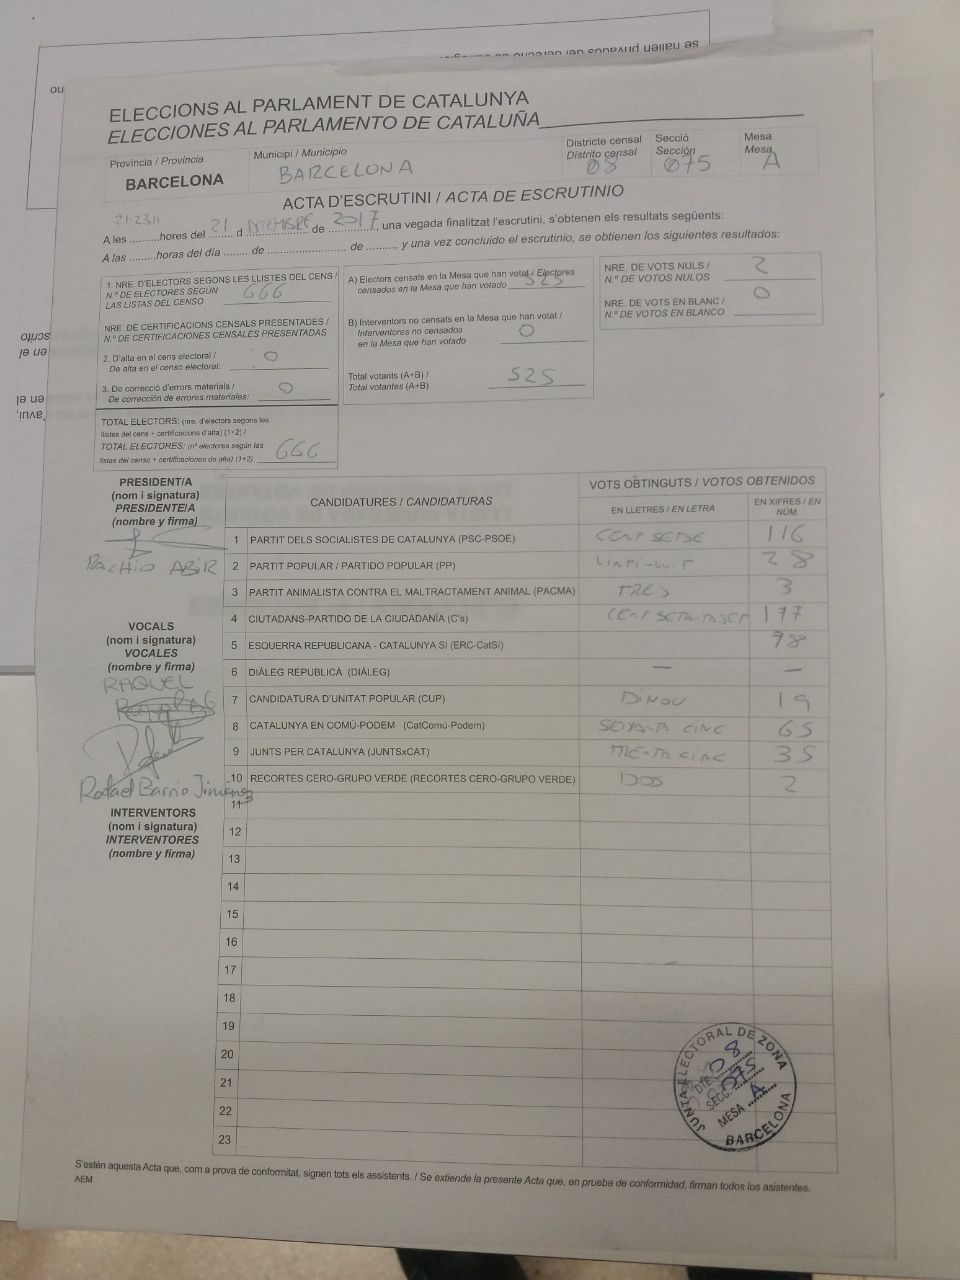 ELECCIONS AL PARLAMENT DE CATALUNYA
ELECCIONES AL PARLAMENTO DE CATALUÑA
Província / Provincia
BARCELONA
Municipi / Municipio
BARCELONA
Districte censal
Distrito censal
08
Secció
Sección
075
Mesa
Mesa
A
ACTA D'ESCRUTINI / ACTA DE ESCRUTINIO
A les .........hores del 21 d DICIEMBRE de 2017, una vegada finalitzat l'escrutini, s'obtenen els resultats següents:
A las .........horas del día ........ de ........................ de .........., y una vez concluido el escrutinio, se obtienen los siguientes resultados:
1. NRE. D'ELECTORS SEGONS LES LLISTES DEL CENS /
N.º DE ELECTORES SEGÚN
LAS LISTAS DEL CENSO 666
NRE. DE CERTIFICACIONS CENSALS PRESENTADES /
N.º DE CERTIFICACIONES CENSALES PRESENTADAS
2. D'alta en el cens electoral /
De alta en el censo electoral: 0
3. De correcció d'errors materials /
De corrección de errores materiales: 0
TOTAL ELECTORS: (nre. d'electors segons les
llistes del cens + certificacions d'alta) (1+2) /
TOTAL ELECTORES: (nº electores según las
listas del censo + certificaciones de alta) (1+2) 666
A) Electors censats en la Mesa que han votat / Electores
censados en la Mesa que han votado 525
B) Interventors no censats en la Mesa que han votat /
Interventores no censados
en la Mesa que han votado 0
Total votants (A+B) /
Total votantes (A+B) 525
NRE. DE VOTS NULS /
N.º DE VOTOS NULOS 2
NRE. DE VOTS EN BLANC /
N.º DE VOTOS EN BLANCO 0
PRESIDENT/A
(nom i signatura)
PRESIDENTE/A
(nombre y firma)
VOCALS
(nom i signatura)
VOCALES
(nombre y firma)
RAQUEL
Rafael Barrio Jiménez
INTERVENTORS
(nom i signatura)
INTERVENTORES
(nombre y firma)
CANDIDATURES / CANDIDATURAS
VOTS OBTINGUTS / VOTOS OBTENIDOS
EN LLETRES / EN LETRA
EN XIFRES / EN NÚM.
1 PARTIT DELS SOCIALISTES DE CATALUNYA (PSC-PSOE) CENT SETSE 116
2 PARTIT POPULAR / PARTIDO POPULAR (PP) VINTI-VUIT 28
3 PARTIT ANIMALISTA CONTRA EL MALTRACTAMENT ANIMAL (PACMA) TRES 3
4 CIUTADANS-PARTIDO DE LA CIUDADANÍA (C's) CENT SETANTA SET 177
5 ESQUERRA REPUBLICANA - CATALUNYA SÍ (ERC-CatSí) 78
6 DIÀLEG REPUBLICÀ (DIÀLEG) — —
7 CANDIDATURA D'UNITAT POPULAR (CUP) DINOU 19
8 CATALUNYA EN COMÚ-PODEM (CatComú-Podem) SEIXANTA CINC 65
9 JUNTS PER CATALUNYA (JUNTSxCAT) TRENTA CINC 35
10 RECORTES CERO-GRUPO VERDE (RECORTES CERO-GRUPO VERDE) DOS 2
11
12
13
14
15
16
17
18
19
20
21
22
23
JUNTA ELECTORAL DE ZONA
DTE. 08
SECC. 075
MESA A
BARCELONA
S'estén aquesta Acta que, com a prova de conformitat, signen tots els assistents. / Se extiende la presente Acta que, en prueba de conformidad, firman todos los asistentes.
AEM